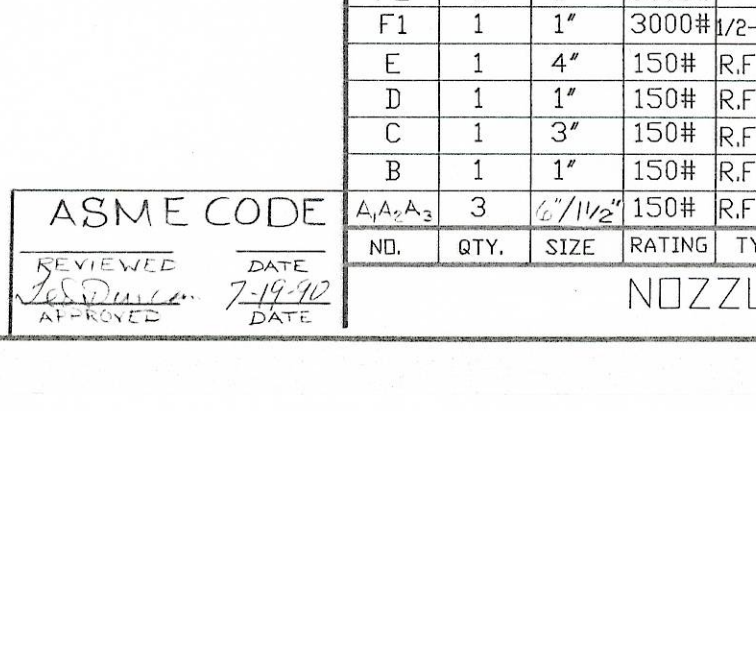 F1 1 1" 3000# 1/2-
E 1 4" 150# R.F
D 1 1" 150# R.F
C 1 3" 150# R.F
B 1 1" 150# R.F
A₁A₂A₃ 3 6"/1 1/2" 150# R.F
NO. QTY. SIZE RATING TY
NOZZL
ASME CODE
REVIEWED DATE
7-19-90
APPROVED DATE